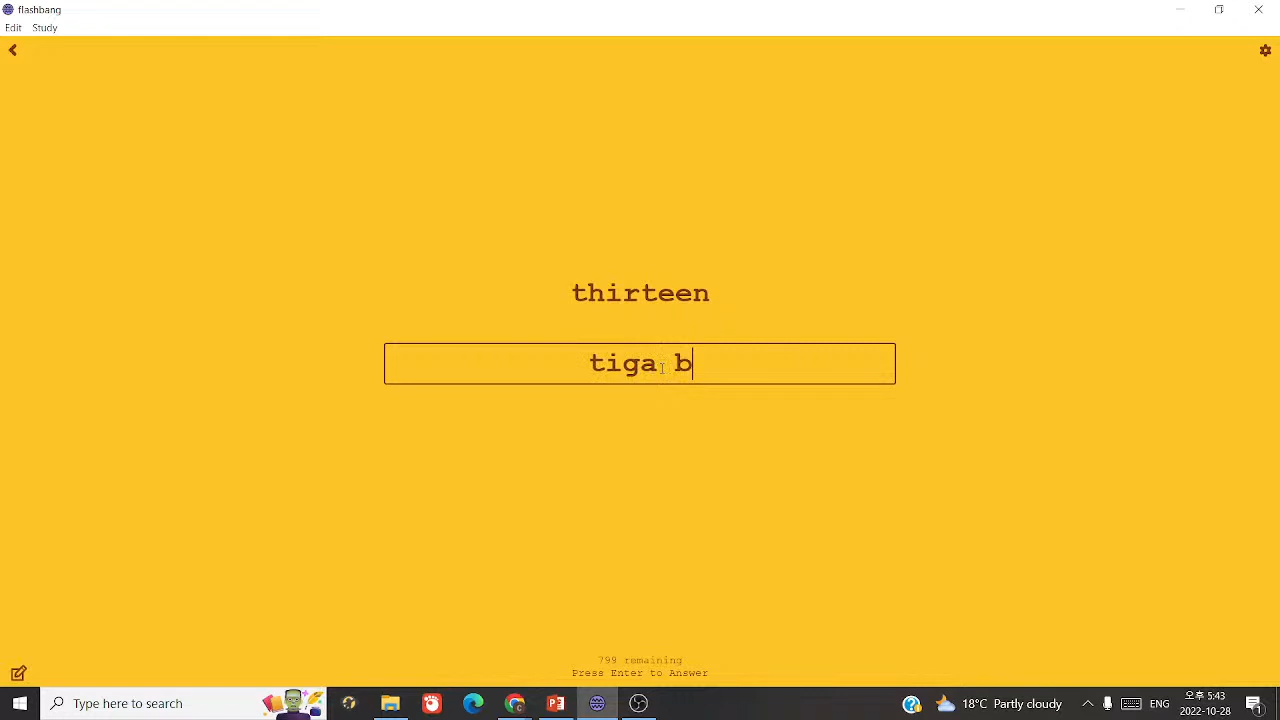 flashbang
Edit Study
thirteen
tiga b
799 remaining
Press Enter to Answer
Type here to search
18°C Partly cloudy
ENG
오후 5:43
2022-10-28
1